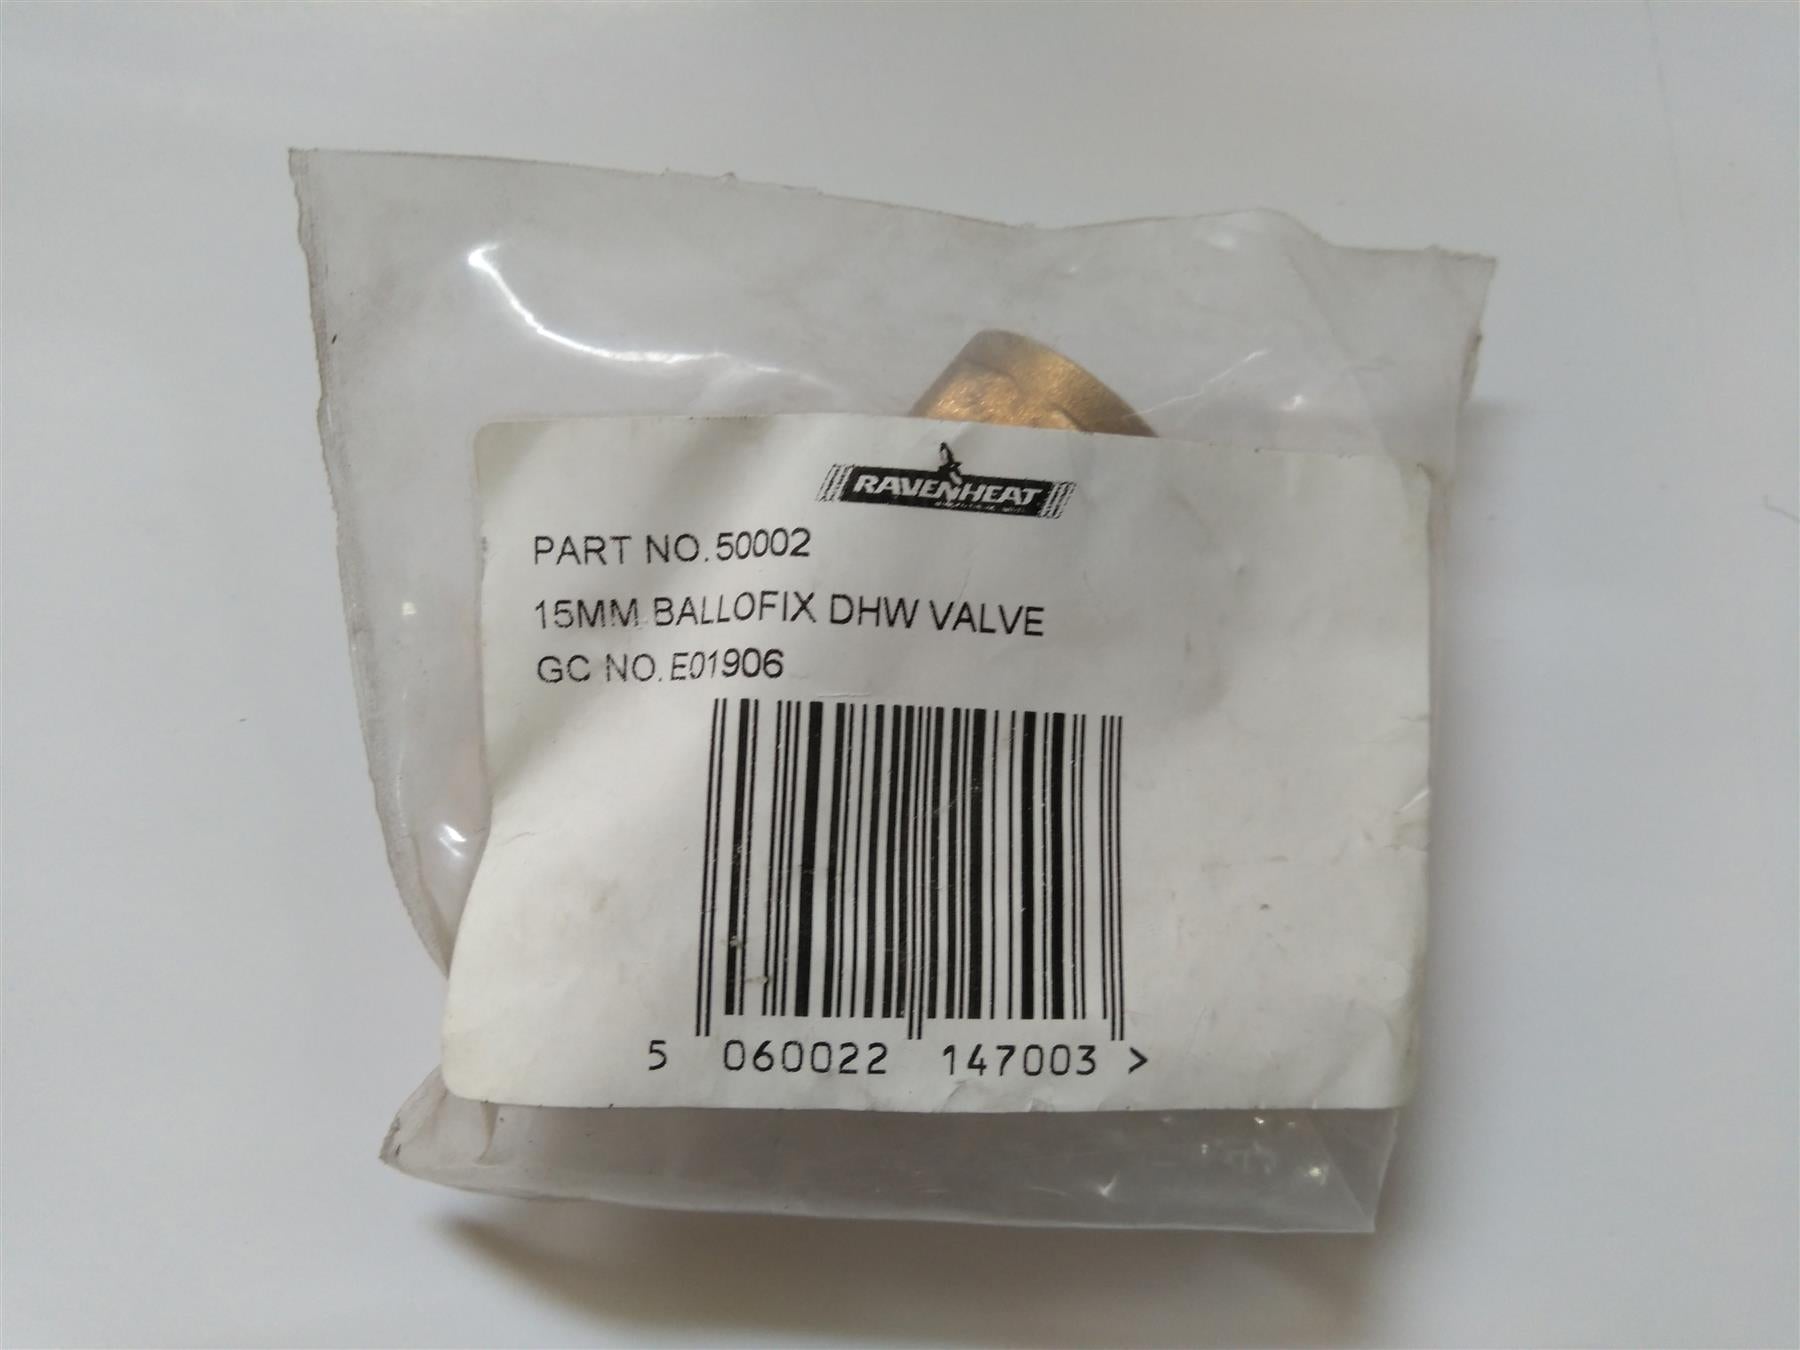 RAVENHEAT
PART NO.50002
15MM BALLOFIX DHW VALVE
GC NO.E01906
5 060022 147003 >